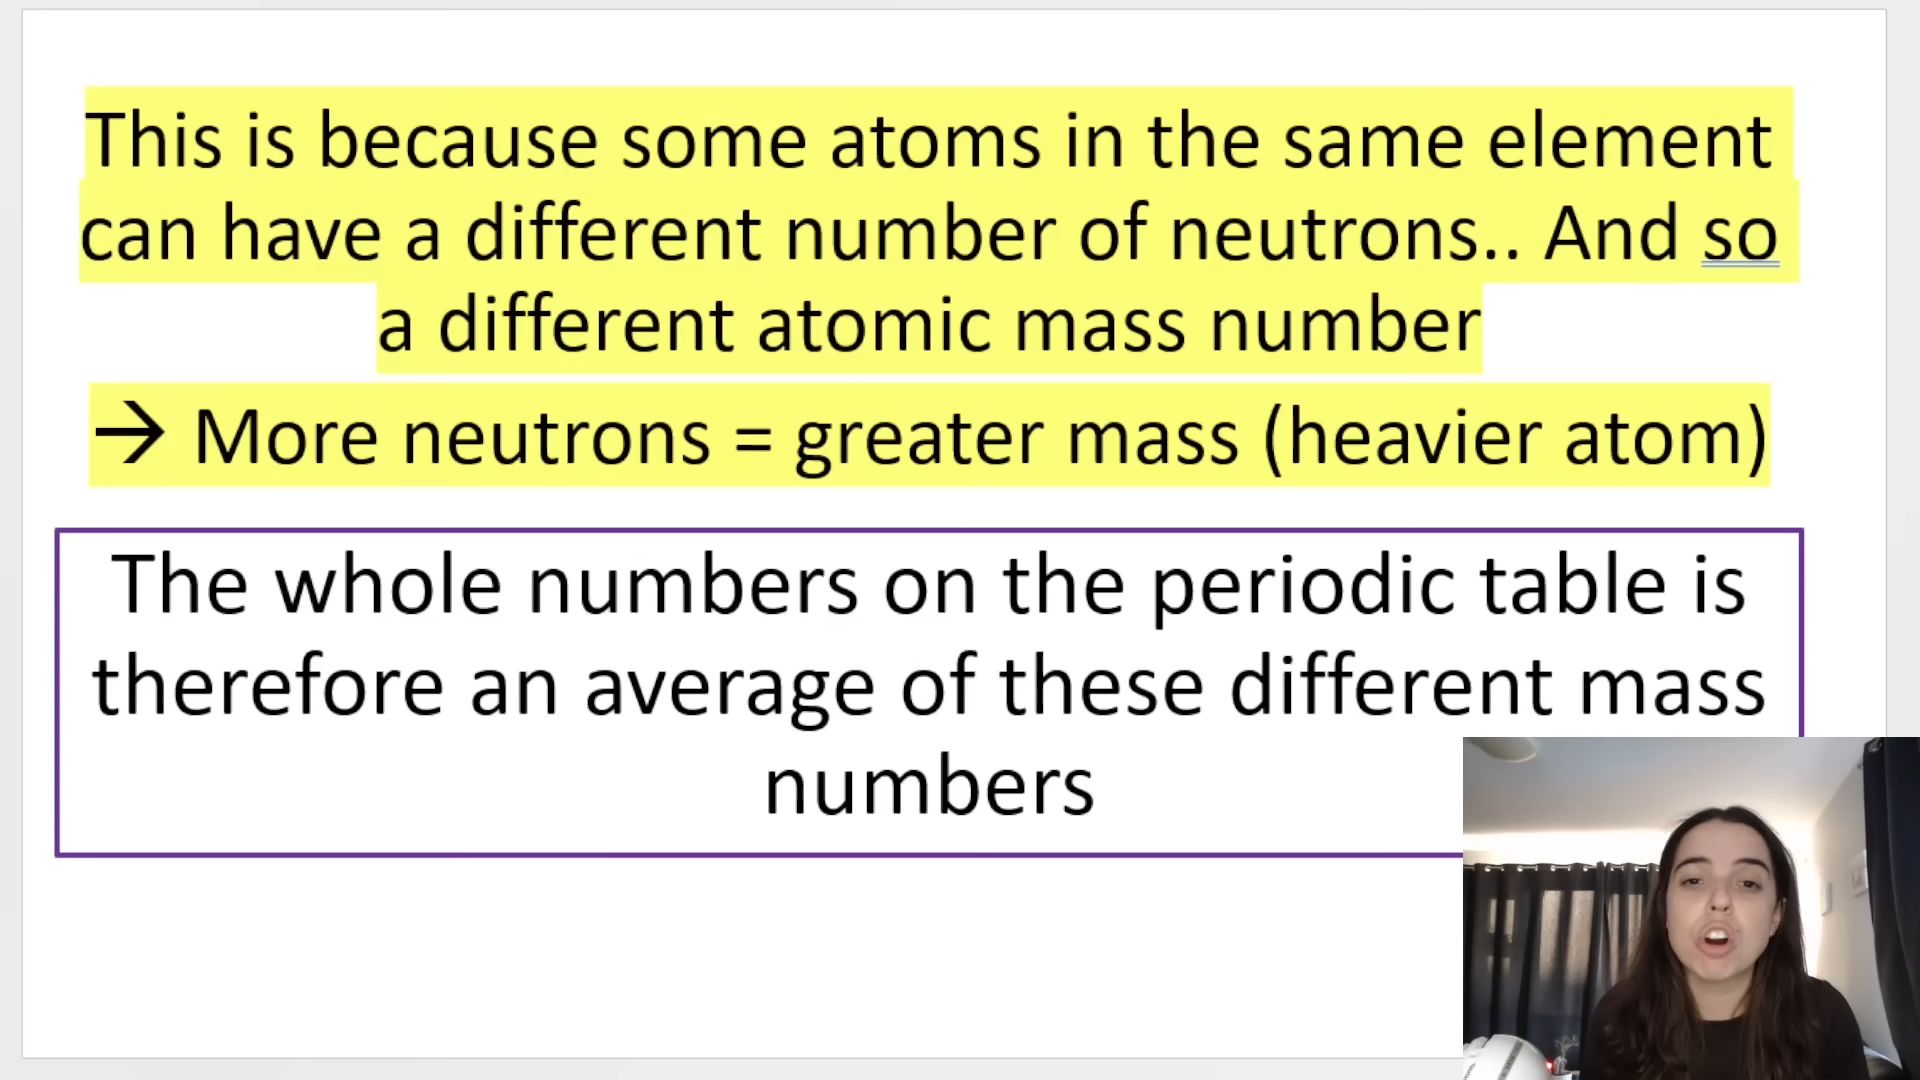 This is because some atoms in the same element
can have a different number of neutrons.. And so
a different atomic mass number
→ More neutrons = greater mass (heavier atom)
The whole numbers on the periodic table is
therefore an average of these different mass
numbers